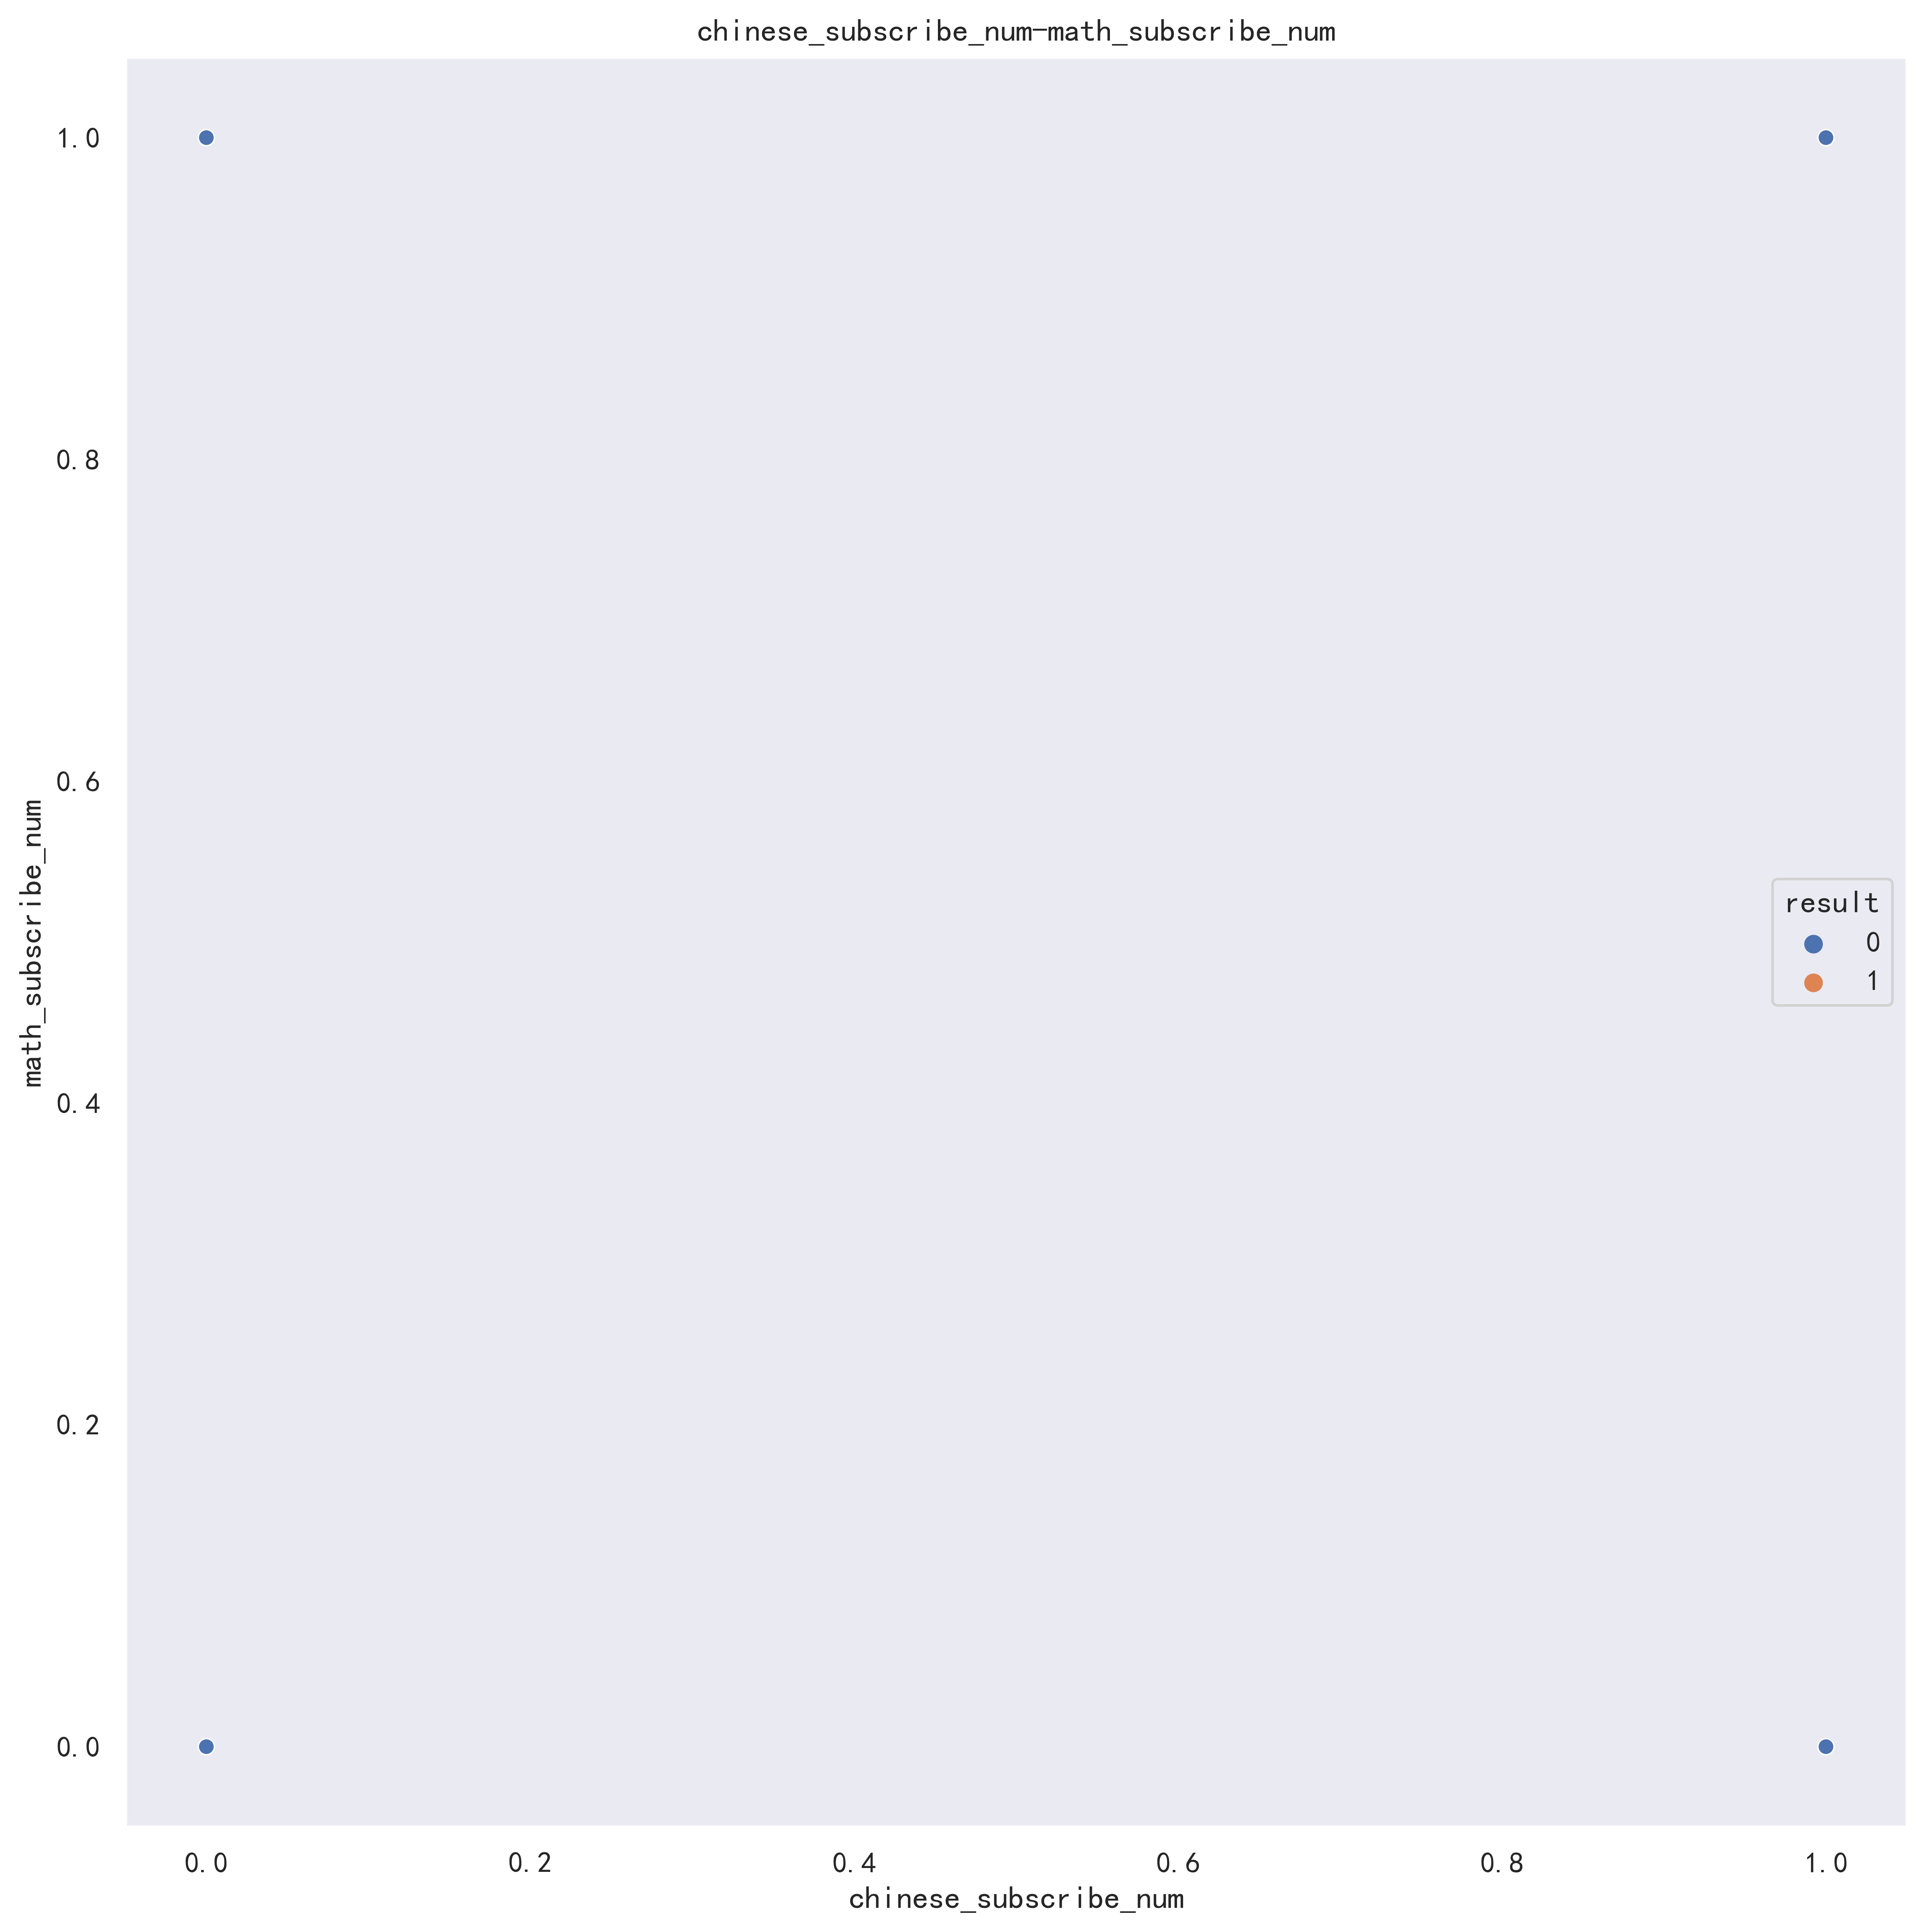 chinese_subscribe_num-math_subscribe_num
1.0
0.8
0.6
0.4
0.2
0.0
math_subscribe_num
result
0
1
0.0 0.2 0.4 0.6 0.8 1.0
chinese_subscribe_num